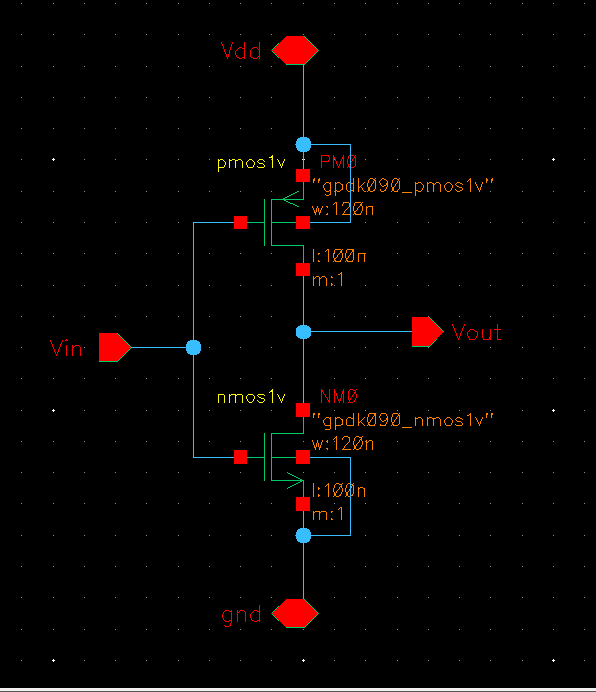 Vdd
pmos1v PM0
"gpdk090_pmos1v"
w:120n
l:100n
m:1
Vin
Vout
nmos1v NM0
"gpdk090_nmos1v"
w:120n
l:100n
m:1
gnd